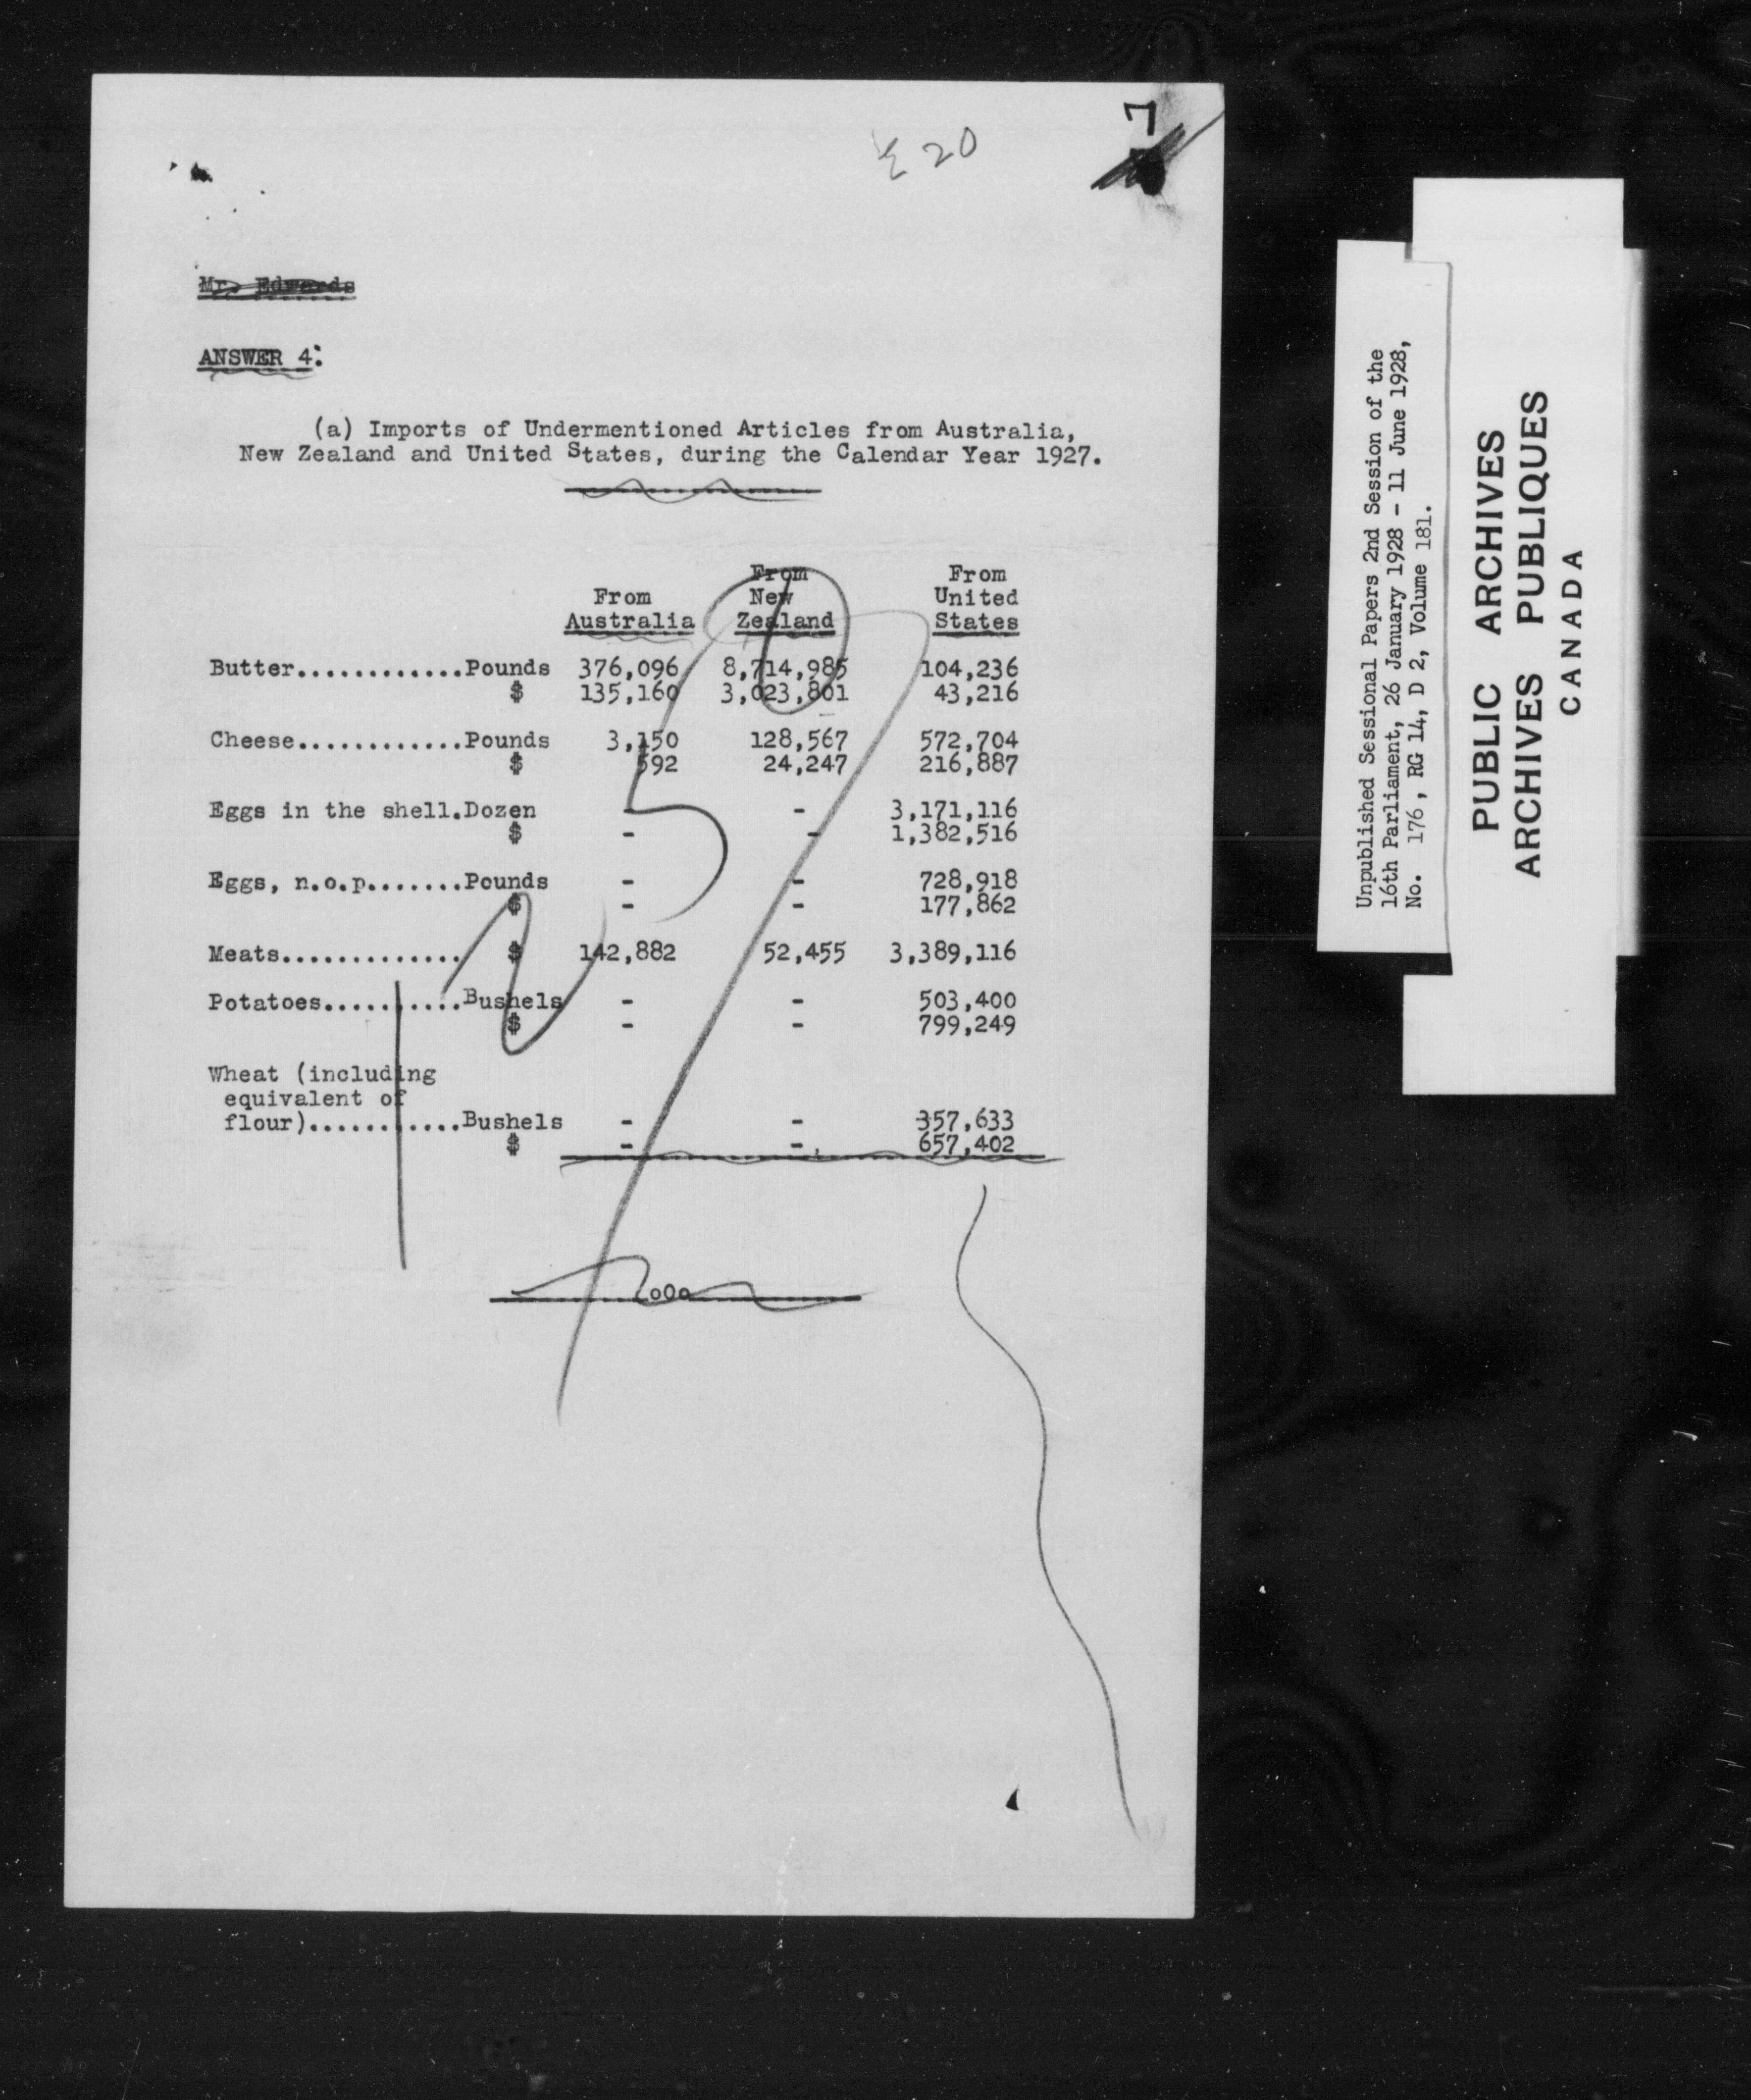 20
7
Mr. Edwards
ANSWER 4:
(a) Imports of Undermentioned Articles from Australia,
New Zealand and United States, during the Calendar Year 1927.
From Australia From New Zealand From United States
Butter............Pounds 376,096 8,714,985 104,236
$ 135,160 3,023,801 43,216
Cheese............Pounds 3,150 128,567 572,704
$ 592 24,247 216,887
Eggs in the shell.Dozen - - 3,171,116
$ - - 1,382,516
Eggs, n.o.p.......Pounds - - 728,918
$ - - 177,862
Meats............. $ 142,882 52,455 3,389,116
Potatoes..........Bushels - - 503,400
$ - - 799,249
Wheat (including
equivalent of
flour)...........Bushels - - 357,633
$ - - 657,402
oOo
Unpublished Sessional Papers 2nd Session of the
16th Parliament, 26 January 1928 - 11 June 1928,
No. 176, RG 14, D 2, Volume 181.
PUBLIC ARCHIVES
ARCHIVES PUBLIQUES
CANADA